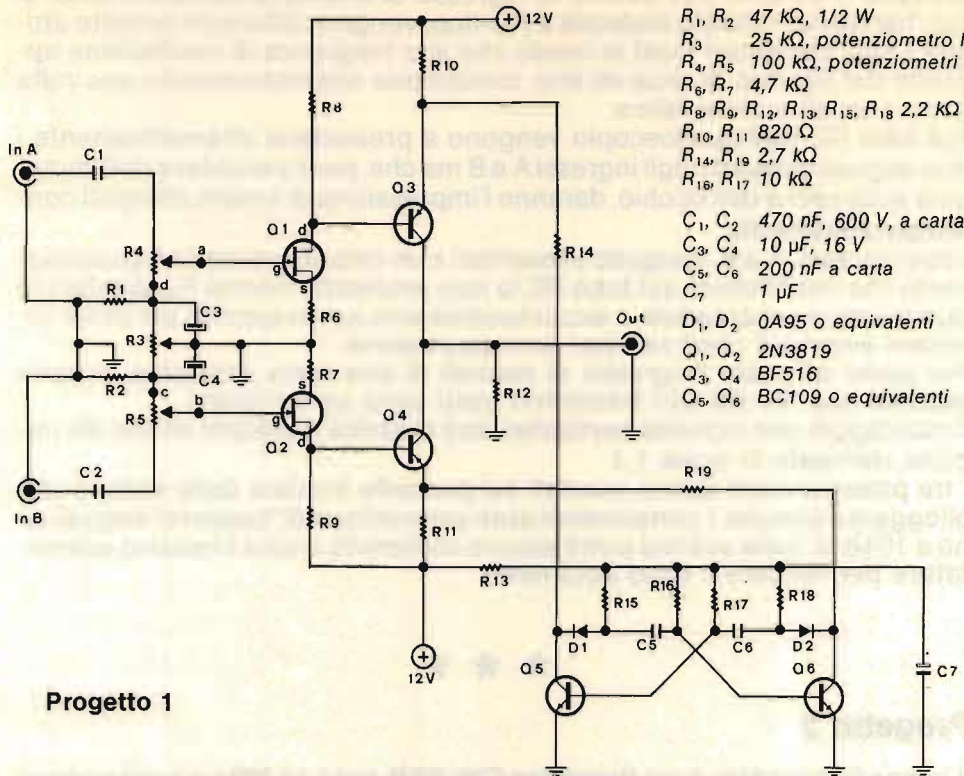 R₁, R₂ 47 kΩ, 1/2 W
R₃ 25 kΩ, potenziometro
R₄, R₅ 100 kΩ, potenziometri
R₆, R₇ 4,7 kΩ
R₈, R₉, R₁₂, R₁₃, R₁₅, R₁₈ 2,2 kΩ
R₁₀, R₁₁ 820 Ω
R₁₄, R₁₉ 2,7 kΩ
R₁₆, R₁₇ 10 kΩ
C₁, C₂ 470 nF, 600 V, a carta
C₃, C₄ 10 µF, 16 V
C₅, C₆ 200 nF a carta
C₇ 1 µF
D₁, D₂ 0A95 o equivalenti
Q₁, Q₂ 2N3819
Q₃, Q₄ BF516
Q₅, Q₆ BC109 o equivalenti
+ 12V
R10
R8
In A
C1
Q3
Q1
d
R4
a
g
s
R14
d
R1
C3
R6
R3
Out
C4
R7
R2
R12
c
s
R5
b
g
d
Q4
Q2
C2
In B
R19
R9
R11
R13
R15
R16
R17
R18
D1
C5
C6
D2
+
12V
Q5
Q6
C7
Progetto 1